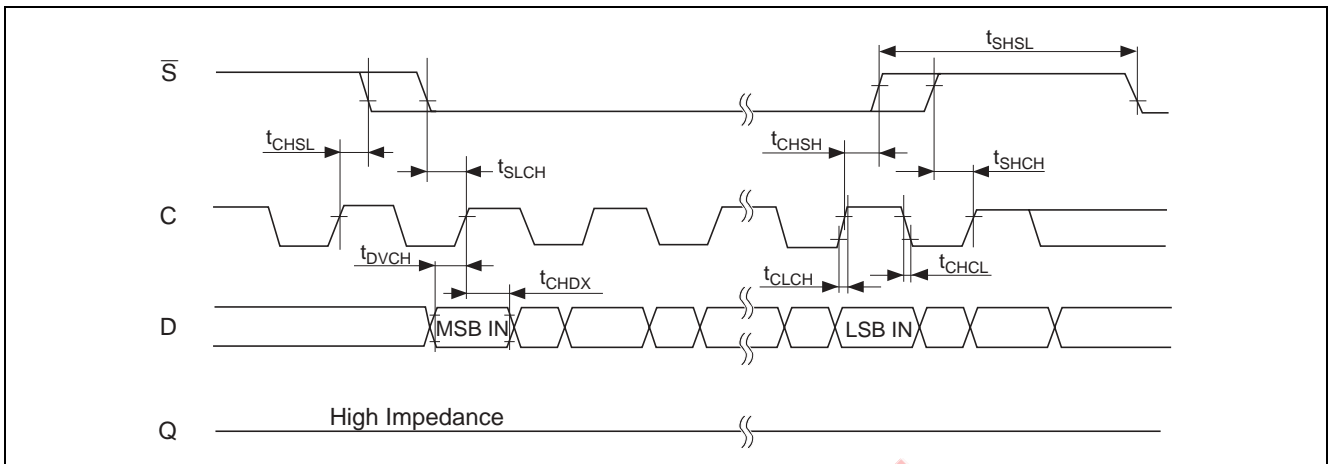 tSHSL
S̅
tCHSL
tSLCH
tCHSH
tSHCH
C
tDVCH
tCHDX
tCLCH
tCHCL
D
MSB IN
LSB IN
High Impedance
Q